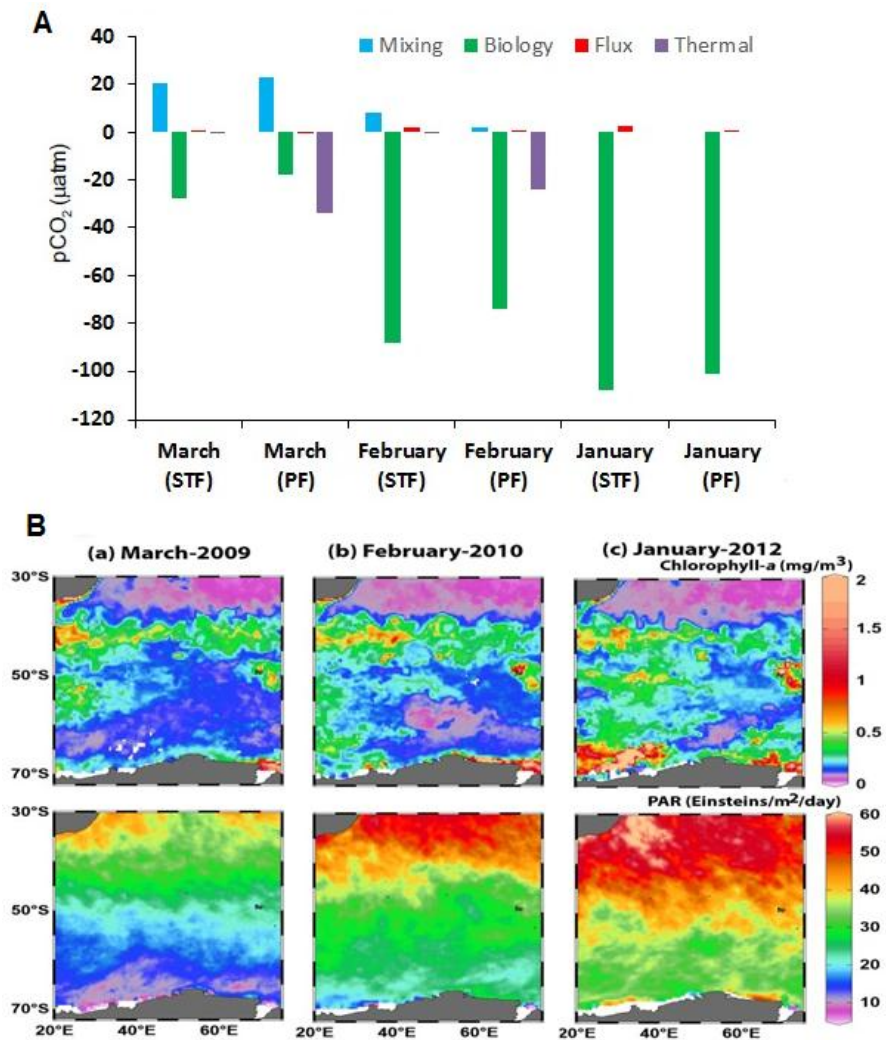 A
Mixing Biology Flux Thermal
40
20
0
-20
-40
-60
-80
-100
-120
pCO₂ (µatm)
March (STF)
March (PF)
February (STF)
February (PF)
January (STF)
January (PF)
B
(a) March-2009
(b) February-2010
(c) January-2012
Chlorophyll-a (mg/m³)
30°S
50°S
70°S
2
1.5
1
0.5
0
PAR (Einsteins/m²/day)
30°S
50°S
70°S
60
50
40
30
20
10
20°E 40°E 60°E
20°E 40°E 60°E
20°E 40°E 60°E